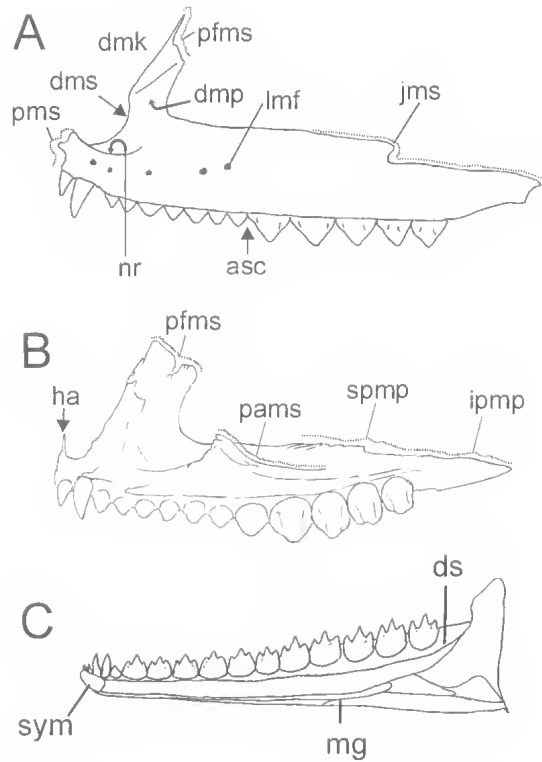 A
dmk
pfms
dms
dmp
lmf
jms
pms
nr
asc
B
pfms
ha
pams
spmp
ipmp
C
ds
sym
mg